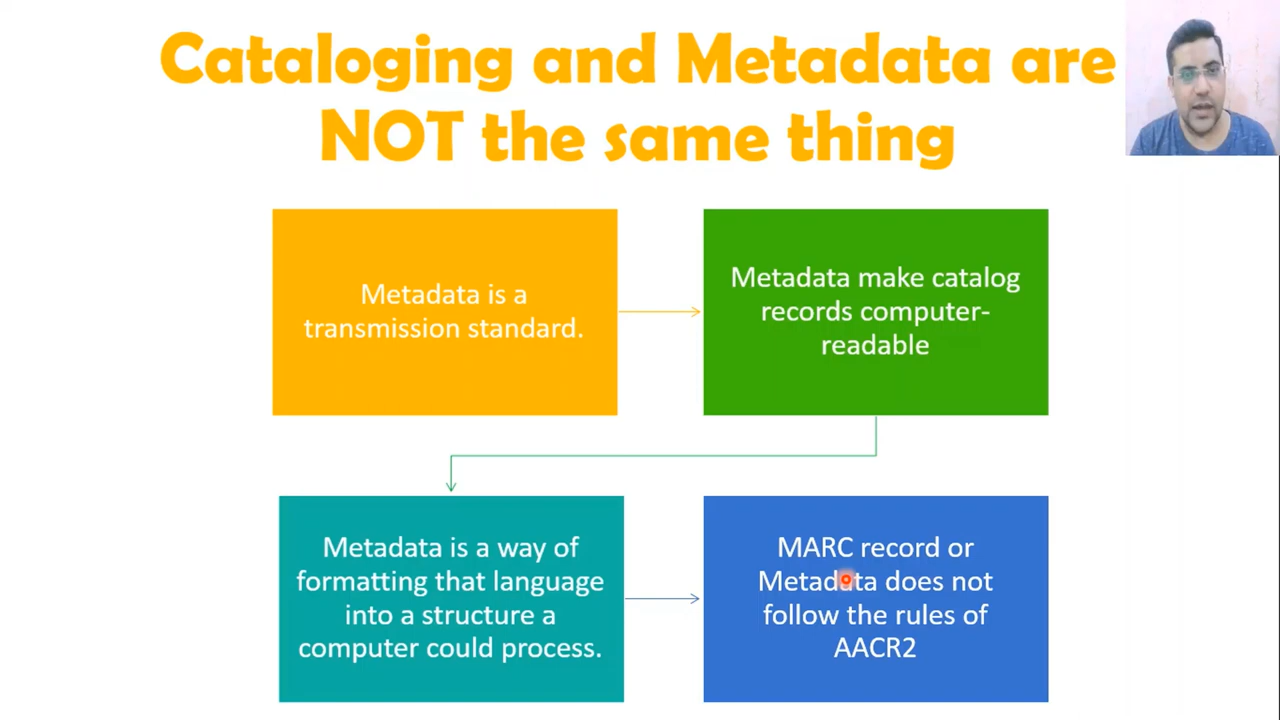 Cataloging and Metadata are
NOT the same thing
Metadata is a
transmission standard.
Metadata make catalog
records computer-
readable
Metadata is a way of
formatting that language
into a structure a
computer could process.
MARC record or
Metadata does not
follow the rules of
AACR2